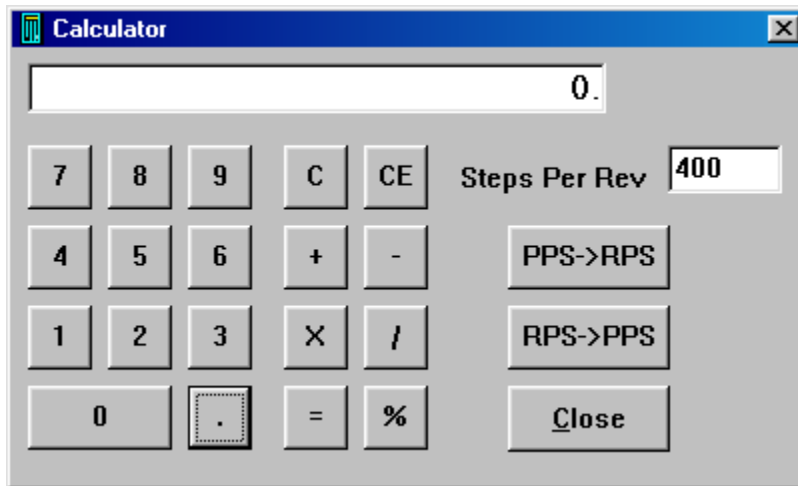 Calculator
0.
7 8 9 C CE Steps Per Rev 400
4 5 6 + - PPS->RPS
1 2 3 X / RPS->PPS
0 . = % Close